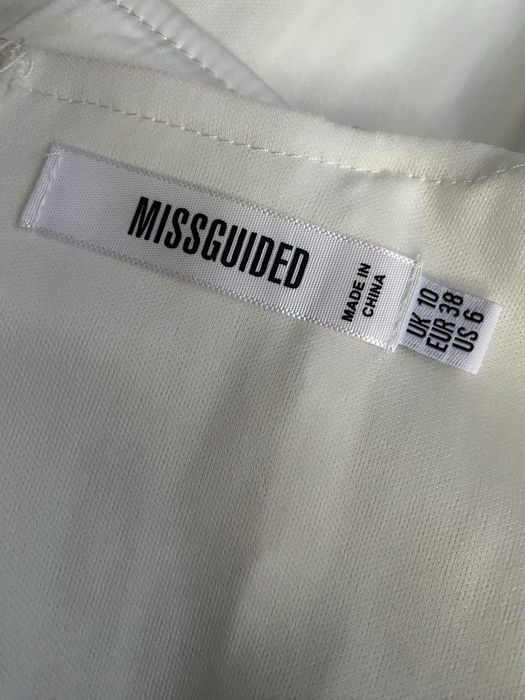 MISSGUIDED
MADE IN
CHINA
UK 10
EUR 38
US 6